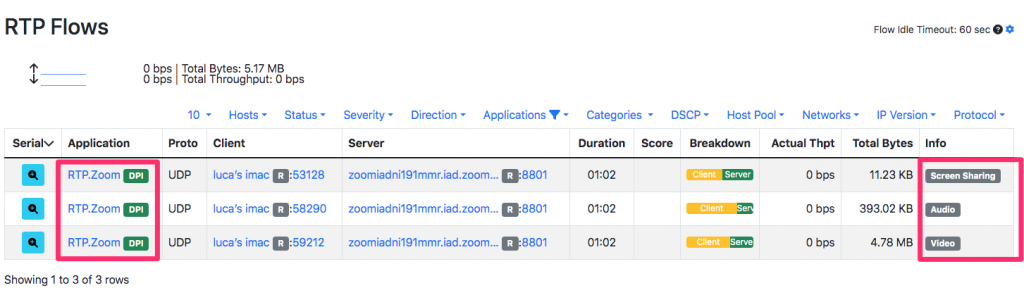 RTP Flows
Flow Idle Timeout: 60 sec
0 bps | Total Bytes: 5.17 MB
0 bps | Total Throughput: 0 bps
10 Hosts Status Severity Direction Applications Categories DSCP Host Pool Networks IP Version Protocol
Serial Application Proto Client Server Duration Score Breakdown Actual Thpt Total Bytes Info
RTP.Zoom DPI UDP luca's imac R :53128 zoomiadni191mmr.iad.zoom... R :8801 01:02 Client Server 0 bps 11.23 KB Screen Sharing
RTP.Zoom DPI UDP luca's imac R :58290 zoomiadni191mmr.iad.zoom... R :8801 01:02 Client Serv 0 bps 393.02 KB Audio
RTP.Zoom DPI UDP luca's imac R :59212 zoomiadni191mmr.iad.zoom... R :8801 01:02 Client Serve 0 bps 4.78 MB Video
Showing 1 to 3 of 3 rows